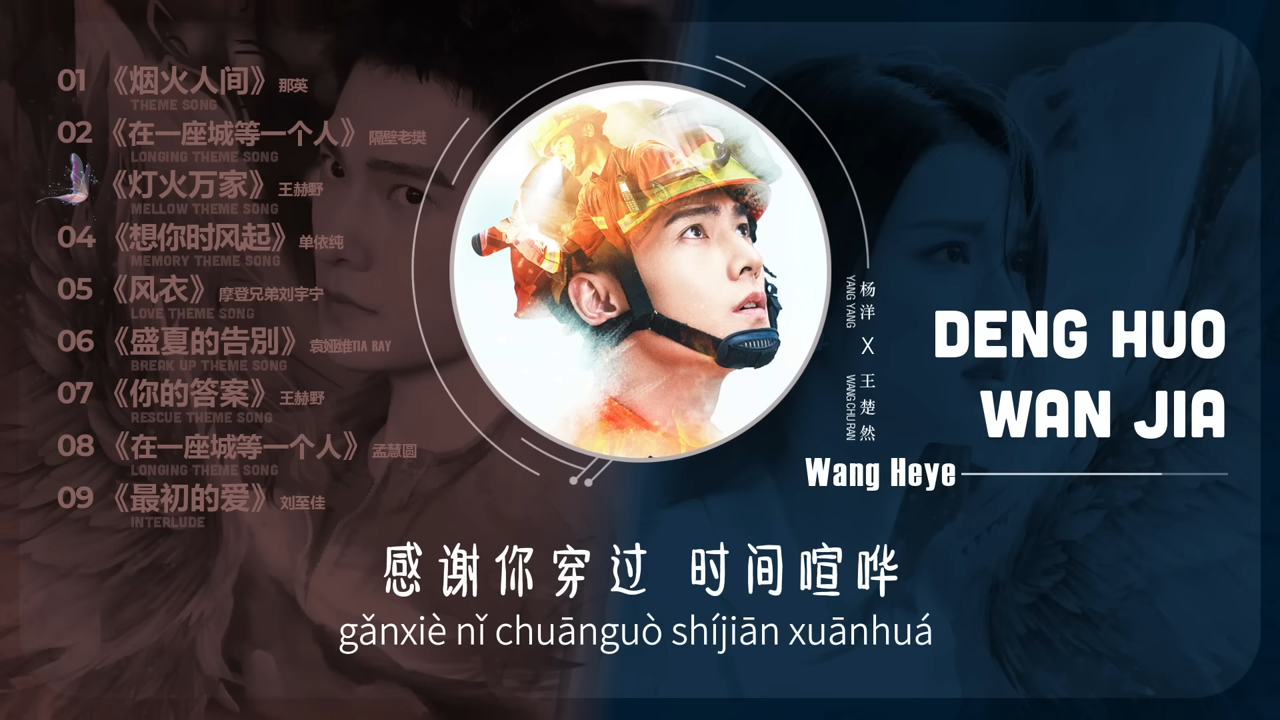 01 《烟火人间》 那英
THEME SONG
02 《在一座城等一个人》 隔壁老樊
LONGING THEME SONG
《灯火万家》 王赫野
MELLOW THEME SONG
04 《想你时风起》 单依纯
MEMORY THEME SONG
05 《风衣》 摩登兄弟刘宇宁
LOVE THEME SONG
06 《盛夏的告别》 袁娅维TIA RAY
BREAK UP THEME SONG
07 《你的答案》 王赫野
RESCUE THEME SONG
08 《在一座城等一个人》 孟慧圆
LONGING THEME SONG
09 《最初的爱》 刘至佳
INTERLUDE
杨洋 X 王楚然
YANG YANG WANG CHU RAN
DENG HUO
WAN JIA
Wang Heye
感谢你穿过 时间喧哗
gǎnxiè nǐ chuānguò shíjiān xuānhuá